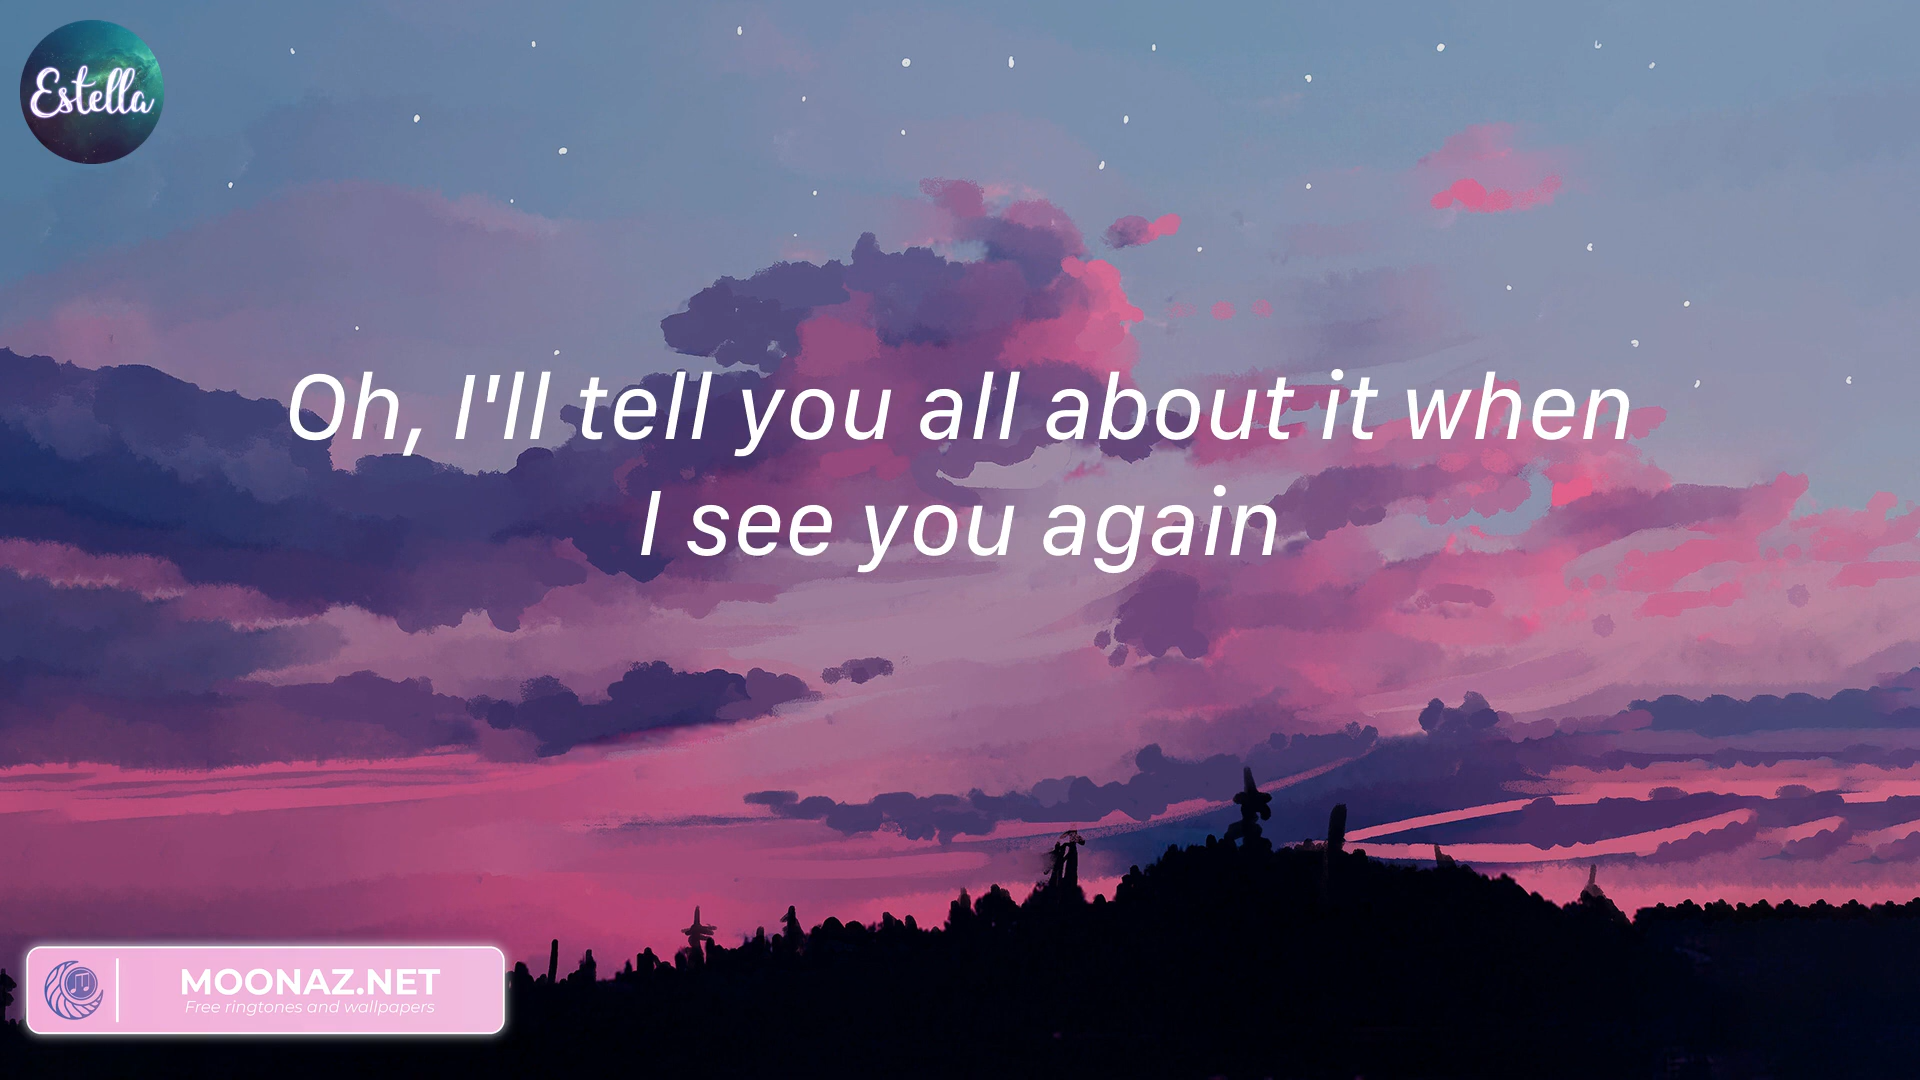 Estella
Oh, I'll tell you all about it when
I see you again
MOONAZ.NET
Free ringtones and wallpapers